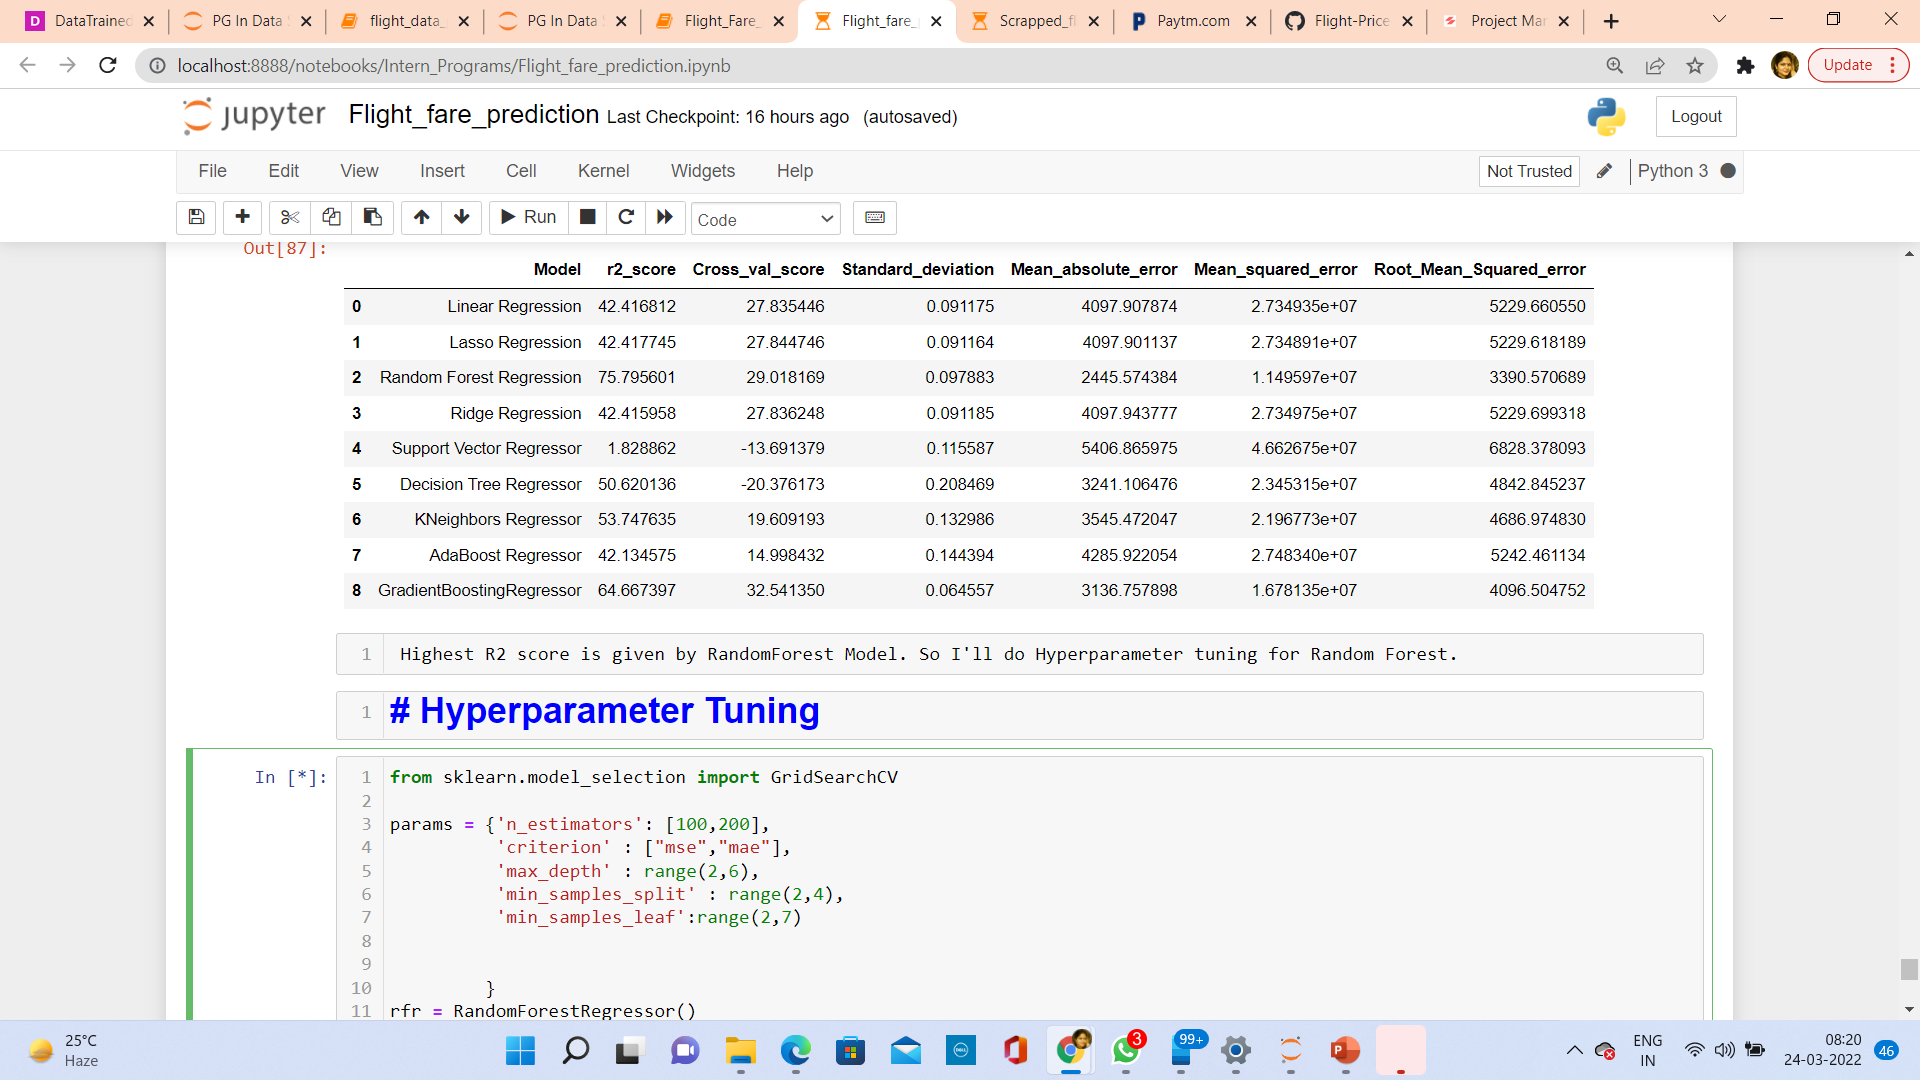 DataTrained
PG In Data
flight_data_
PG In Data
Flight_Fare_
Flight_fare_
Scrapped_fl
Paytm.com
Flight-Price
Project Man
localhost:8888/notebooks/Intern_Programs/Flight_fare_prediction.ipynb
Update
jupyter Flight_fare_prediction Last Checkpoint: 16 hours ago (autosaved)
Logout
File Edit View Insert Cell Kernel Widgets Help
Not Trusted Python 3
Run Code
Out[87]:
Model r2_score Cross_val_score Standard_deviation Mean_absolute_error Mean_squared_error Root_Mean_Squared_error
0 Linear Regression 42.416812 27.835446 0.091175 4097.907874 2.734935e+07 5229.660550
1 Lasso Regression 42.417745 27.844746 0.091164 4097.901137 2.734891e+07 5229.618189
2 Random Forest Regression 75.795601 29.018169 0.097883 2445.574384 1.149597e+07 3390.570689
3 Ridge Regression 42.415958 27.836248 0.091185 4097.943777 2.734975e+07 5229.699318
4 Support Vector Regressor 1.828862 -13.691379 0.115587 5406.865975 4.662675e+07 6828.378093
5 Decision Tree Regressor 50.620136 -20.376173 0.208469 3241.106476 2.345315e+07 4842.845237
6 KNeighbors Regressor 53.747635 19.609193 0.132986 3545.472047 2.196773e+07 4686.974830
7 AdaBoost Regressor 42.134575 14.998432 0.144394 4285.922054 2.748340e+07 5242.461134
8 GradientBoostingRegressor 64.667397 32.541350 0.064557 3136.757898 1.678135e+07 4096.504752
1 Highest R2 score is given by RandomForest Model. So I'll do Hyperparameter tuning for Random Forest.
1 # Hyperparameter Tuning
In [*]:
1 from sklearn.model_selection import GridSearchCV
2
3 params = {'n_estimators': [100,200],
4 'criterion' : ["mse","mae"],
5 'max_depth' : range(2,6),
6 'min_samples_split' : range(2,4),
7 'min_samples_leaf':range(2,7)
8
9
10 }
11 rfr = RandomForestRegressor()
25°C
Haze
3
99+
ENG
IN
08:20
24-03-2022
46